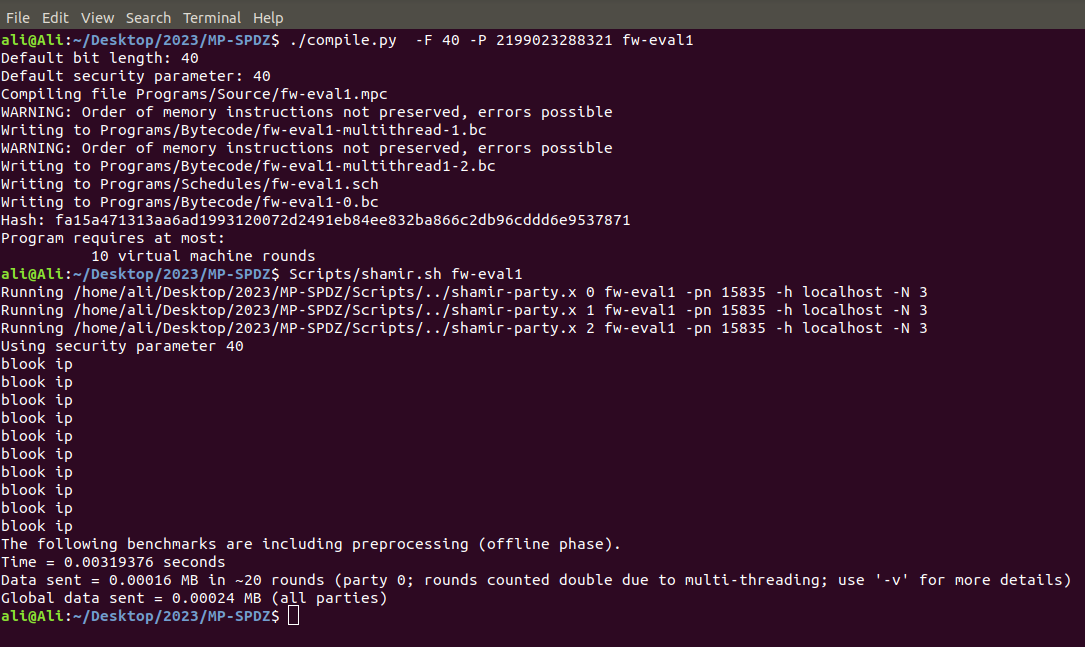 File Edit View Search Terminal Help
ali@Ali:~/Desktop/2023/MP-SPDZ$ ./compile.py  -F 40 -P 2199023288321 fw-eval1
Default bit length: 40
Default security parameter: 40
Compiling file Programs/Source/fw-eval1.mpc
WARNING: Order of memory instructions not preserved, errors possible
Writing to Programs/Bytecode/fw-eval1-multithread-1.bc
WARNING: Order of memory instructions not preserved, errors possible
Writing to Programs/Bytecode/fw-eval1-multithread1-2.bc
Writing to Programs/Schedules/fw-eval1.sch
Writing to Programs/Bytecode/fw-eval1-0.bc
Hash: fa15a471313aa6ad1993120072d2491eb84ee832ba866c2db96cddd6e9537871
Program requires at most:
          10 virtual machine rounds
ali@Ali:~/Desktop/2023/MP-SPDZ$ Scripts/shamir.sh fw-eval1
Running /home/ali/Desktop/2023/MP-SPDZ/Scripts/../shamir-party.x 0 fw-eval1 -pn 15835 -h localhost -N 3
Running /home/ali/Desktop/2023/MP-SPDZ/Scripts/../shamir-party.x 1 fw-eval1 -pn 15835 -h localhost -N 3
Running /home/ali/Desktop/2023/MP-SPDZ/Scripts/../shamir-party.x 2 fw-eval1 -pn 15835 -h localhost -N 3
Using security parameter 40
blook ip
blook ip
blook ip
blook ip
blook ip
blook ip
blook ip
blook ip
blook ip
blook ip
The following benchmarks are including preprocessing (offline phase).
Time = 0.00319376 seconds
Data sent = 0.00016 MB in ~20 rounds (party 0; rounds counted double due to multi-threading; use '-v' for more details)
Global data sent = 0.00024 MB (all parties)
ali@Ali:~/Desktop/2023/MP-SPDZ$